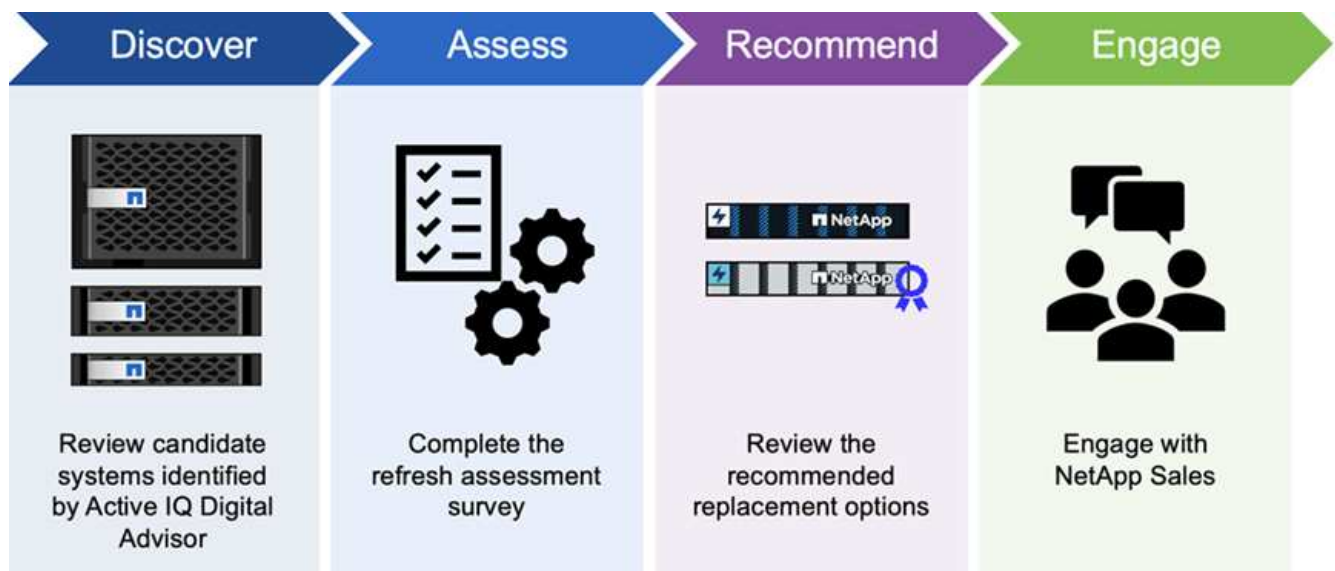 Discover
Assess
Recommend
Engage
NetApp
NetApp
Review candidate
systems identified
by Active IQ Digital
Advisor
Complete the
refresh assessment
survey
Review the
recommended
replacement options
Engage with
NetApp Sales